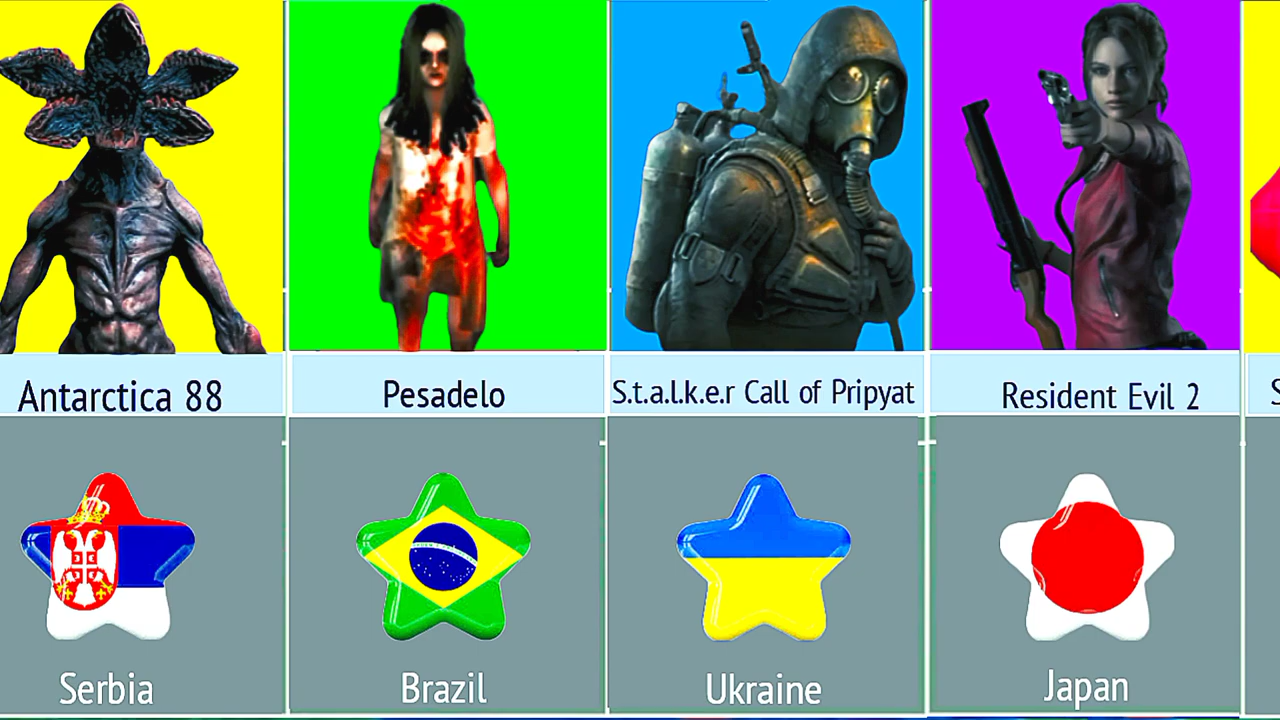 Antarctica 88
Pesadelo
S.t.a.l.k.e.r Call of Pripyat
Resident Evil 2
S
Serbia
Brazil
Ukraine
Japan